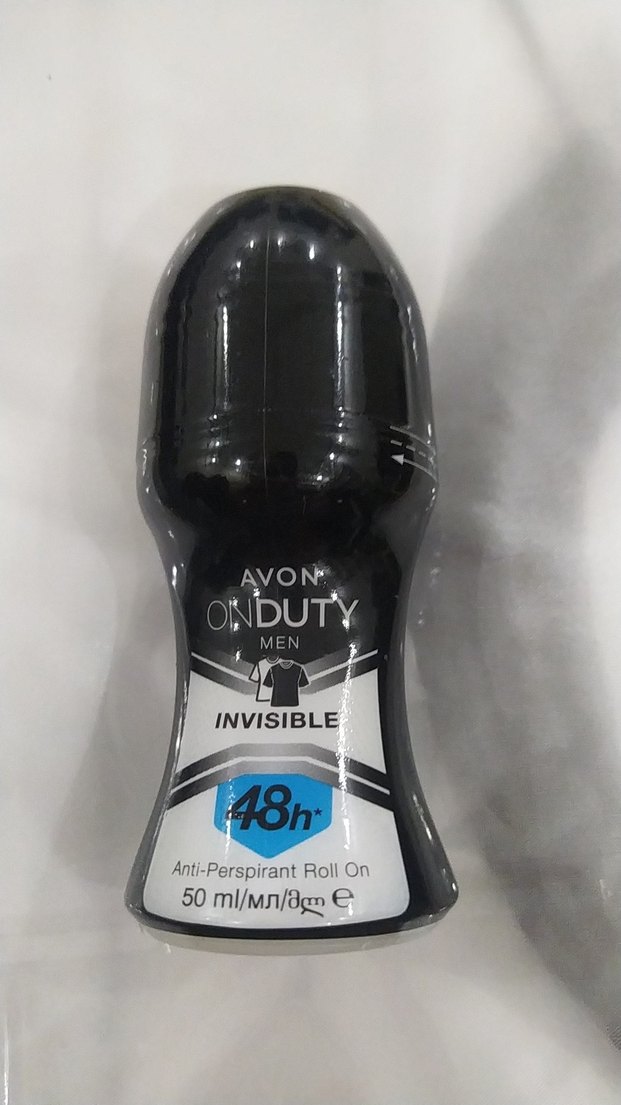 AVON
ONDUTY
MEN
INVISIBLE
48h*
Anti-Perspirant Roll On
50 ml/мл/მლ ℮